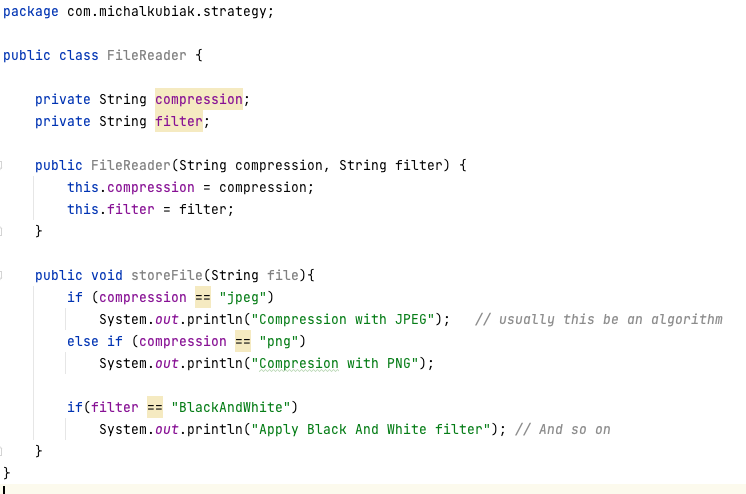 package com.michalkubiak.strategy;
public class FileReader {
private String compression;
private String filter;
public FileReader(String compression, String filter) {
this.compression = compression;
this.filter = filter;
}
public void storeFile(String file){
if (compression == "jpeg")
System.out.println("Compression with JPEG");   // usually this be an algorithm
else if (compression == "png")
System.out.println("Compresion with PNG");
if(filter == "BlackAndWhite")
System.out.println("Apply Black And White filter"); // And so on
}
}